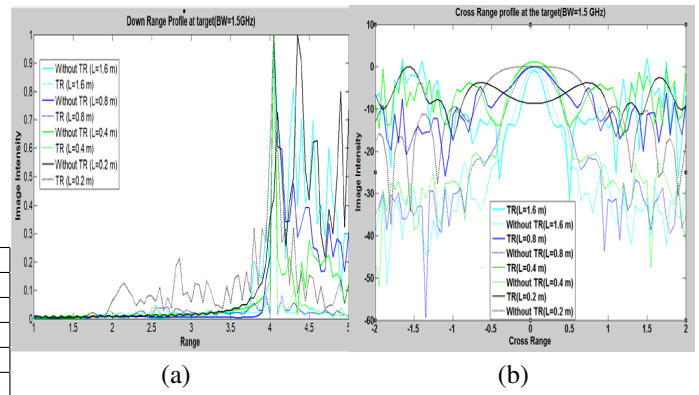 Down Range Profile at target(BW=1.5GHz)
Image Intensity
1
0.9
0.8
0.7
0.6
0.5
0.4
0.3
0.2
0.1
0
Without TR (L=1.6 m)
TR (L=1.6 m)
Without TR (L=0.8 m)
TR (L=0.8 m)
Without TR (L=0.4 m)
TR (L=0.4 m)
Without TR (L=0.2 m)
TR (L=0.2 m)
1 1.5 2 2.5 3 3.5 4 4.5 5
Range
(a)
Cross Range profile at the target(BW=1.5 GHz)
Image Intensity
10
0
-10
-20
-30
-40
-50
-60
TR(L=1.6 m)
Without TR(L=1.6 m)
TR(L=0.8 m)
Without TR(L=0.8 m)
TR(L=0.4 m)
Without TR(L=0.4 m)
TR(L=0.2 m)
Without TR(L=0.2 m)
-2 -1.5 -1 -0.5 0 0.5 1 1.5 2
Cross Range
(b)